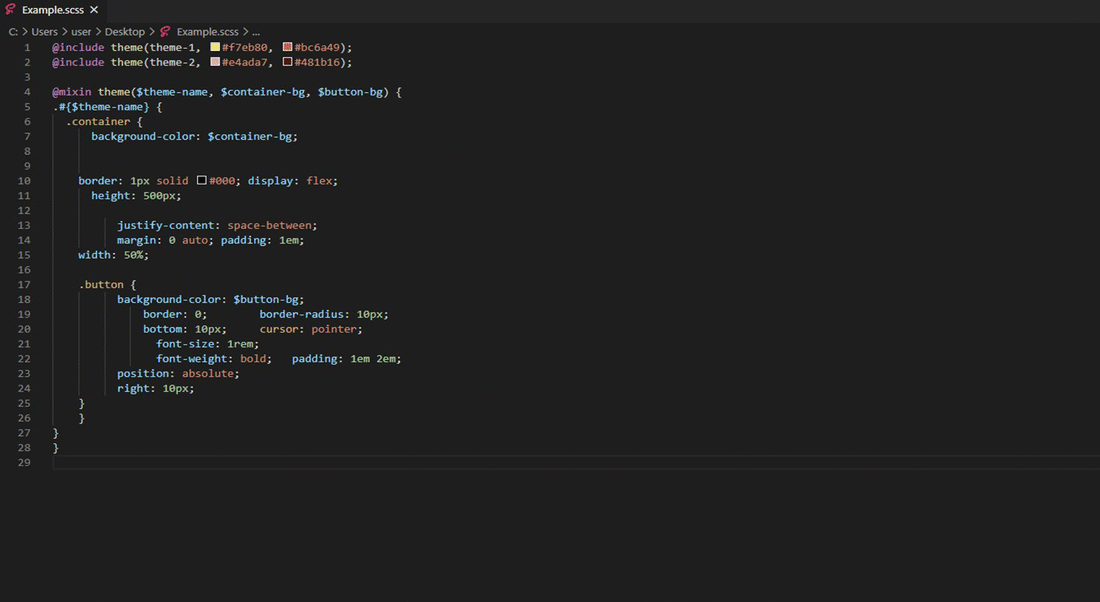 Example.scss ×
C: > Users > user > Desktop > Example.scss > ...
1 @include theme(theme-1, #f7eb80, #bc6a49);
2 @include theme(theme-2, #e4ada7, #481b16);
3
4 @mixin theme($theme-name, $container-bg, $button-bg) {
5 .#{$theme-name} {
6 .container {
7 background-color: $container-bg;
8
9
10 border: 1px solid #000; display: flex;
11 height: 500px;
12
13 justify-content: space-between;
14 margin: 0 auto; padding: 1em;
15 width: 50%;
16
17 .button {
18 background-color: $button-bg;
19 border: 0; border-radius: 10px;
20 bottom: 10px; cursor: pointer;
21 font-size: 1rem;
22 font-weight: bold; padding: 1em 2em;
23 position: absolute;
24 right: 10px;
25 }
26 }
27 }
28 }
29